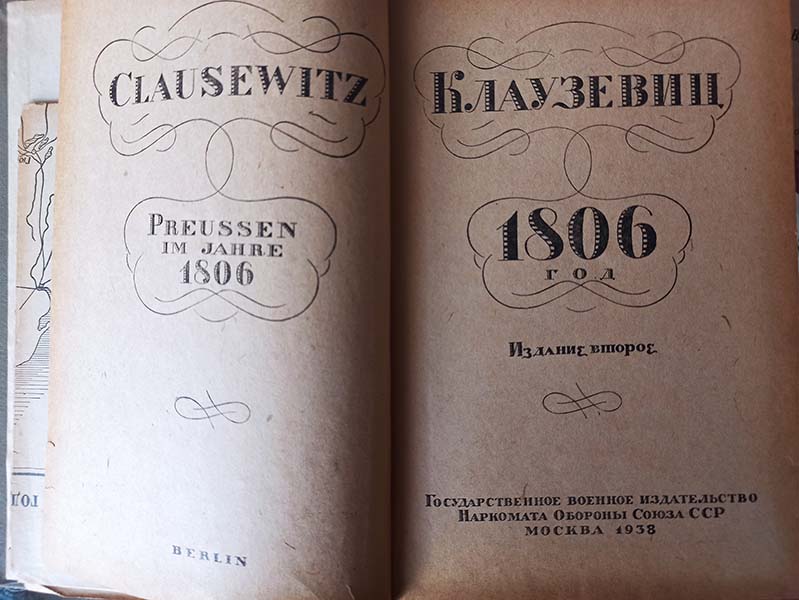 CLAUSEWITZ
PREUSSEN
IM JAHRE
1806
BERLIN
КЛАУЗЕВИЦ
1806
ГОД
Издание второе
ГОСУДАРСТВЕННОЕ ВОЕННОЕ ИЗДАТЕЛЬСТВО
НАРКОМАТА ОБОРОНЫ СОЮЗА ССР
МОСКВА 1938